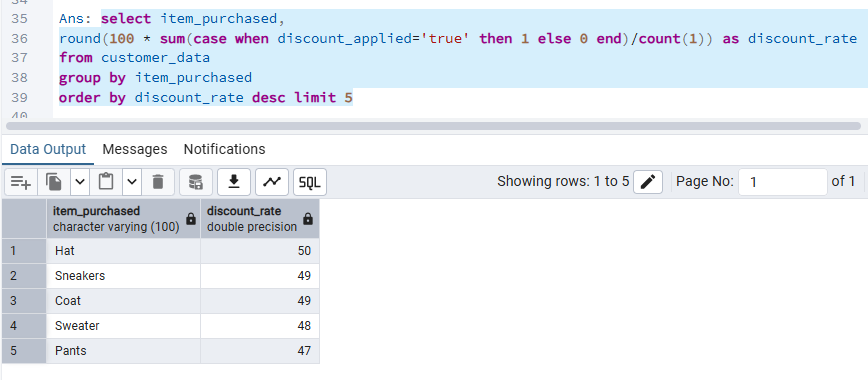 34
35 Ans: select item_purchased,
36 round(100 * sum(case when discount_applied='true' then 1 else 0 end)/count(1)) as discount_rate
37 from customer_data
38 group by item_purchased
39 order by discount_rate desc limit 5
40
Data Output Messages Notifications
SQL Showing rows: 1 to 5 Page No: 1 of 1
item_purchased discount_rate
character varying (100) double precision
1 Hat 50
2 Sneakers 49
3 Coat 49
4 Sweater 48
5 Pants 47